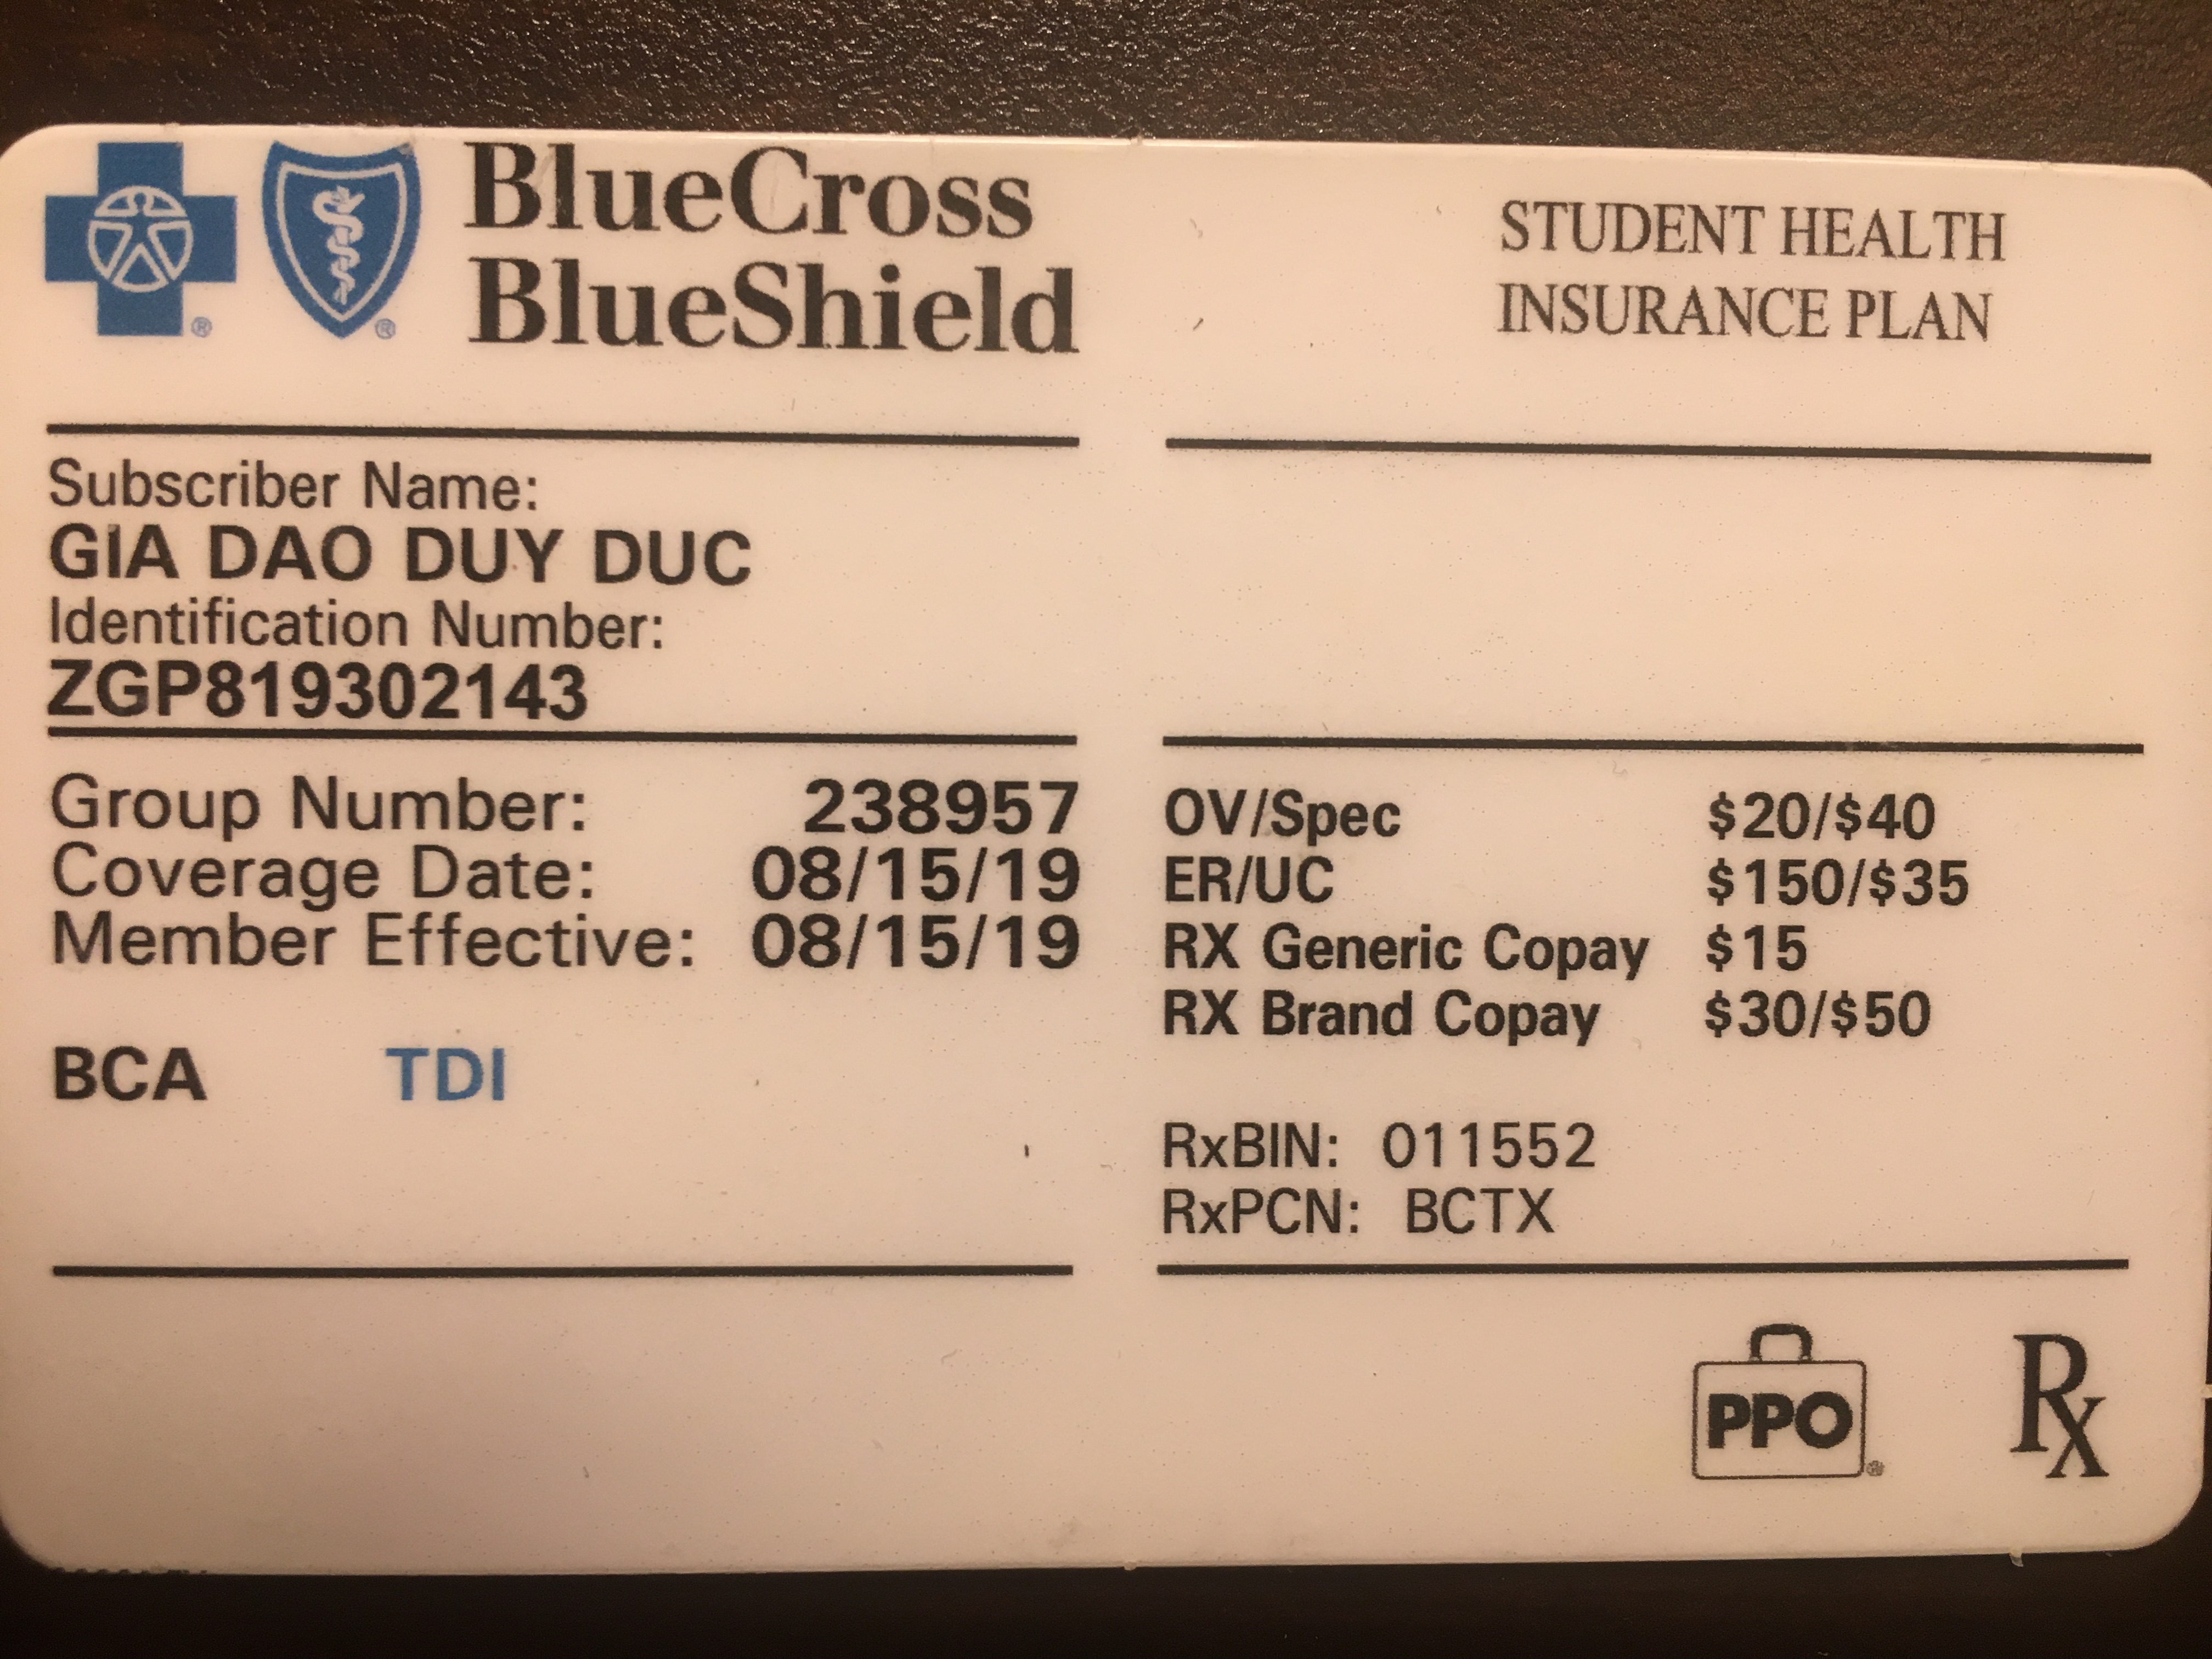 BlueCross
BlueShield
STUDENT HEALTH
INSURANCE PLAN
Subscriber Name:
GIA DAO DUY DUC
Identification Number:
ZGP819302143
Group Number: 238957
Coverage Date: 08/15/19
Member Effective: 08/15/19
BCA TDI
OV/Spec $20/$40
ER/UC $150/$35
RX Generic Copay $15
RX Brand Copay $30/$50
RxBIN: 011552
RxPCN: BCTX
PPO
Rx